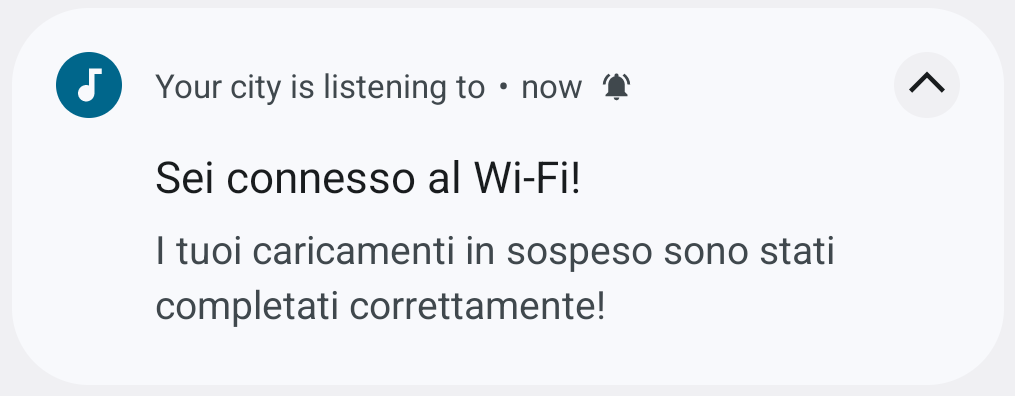 Your city is listening to • now
Sei connesso al Wi-Fi!
I tuoi caricamenti in sospeso sono stati
completati correttamente!